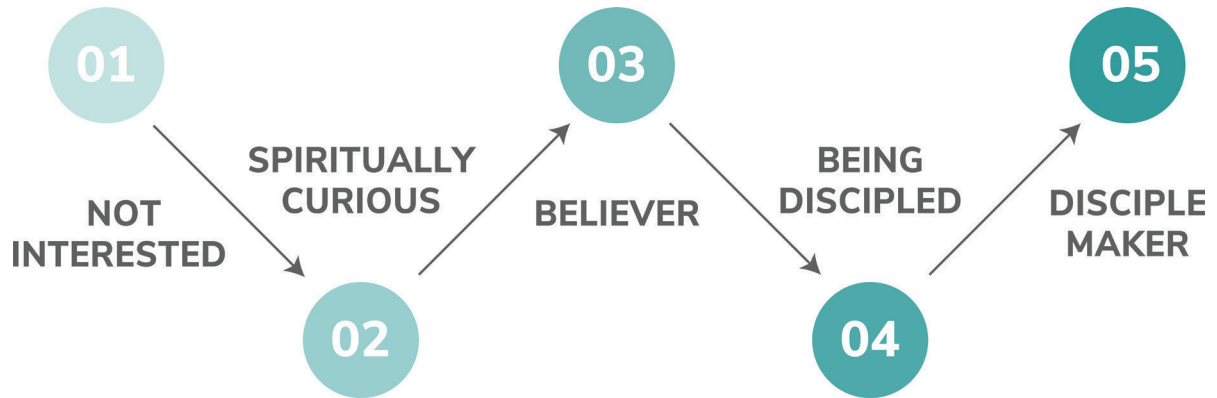 01
NOT
INTERESTED
02
SPIRITUALLY
CURIOUS
03
BELIEVER
04
BEING
DISCIPLED
05
DISCIPLE
MAKER